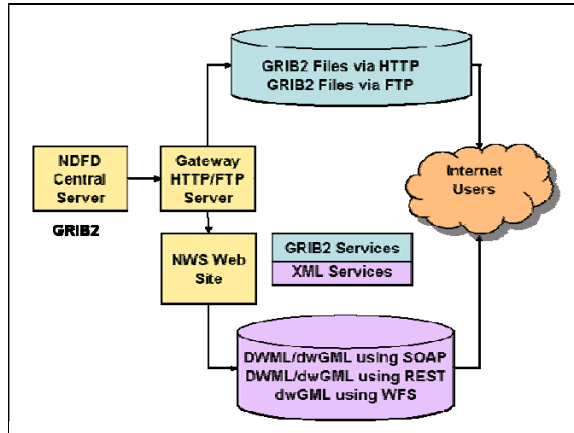 GRIB2 Files via HTTP
GRIB2 Files via FTP
NDFD
Central
Server
GRIB2
Gateway
HTTP/FTP
Server
Internet
Users
NWS Web
Site
GRIB2 Services
XML Services
DWML/dwGML using SOAP
DWML/dwGML using REST
dwGML using WFS